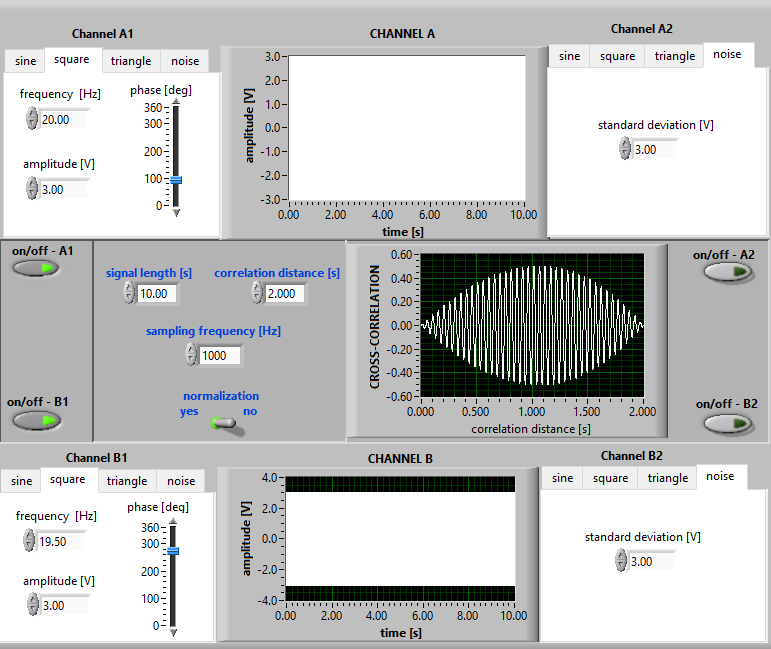 Channel A1
sine square triangle noise
frequency [Hz]
20.00
amplitude [V]
3.00
phase [deg]
360
300
200
100
0
CHANNEL A
amplitude [V]
3.0
2.0
1.0
0.0
-1.0
-2.0
-3.0
0.00 2.00 4.00 6.00 8.00 10.00
time [s]
Channel A2
sine square triangle noise
standard deviation [V]
3.00
on/off - A1
on/off - B1
signal length [s]
10.00
correlation distance [s]
2.000
sampling frequency [Hz]
1000
normalization
yes no
CROSS-CORRELATION
0.60
0.40
0.20
0.00
-0.20
-0.40
-0.60
0.000 0.500 1.000 1.500 2.000
correlation distance [s]
on/off - A2
on/off - B2
Channel B1
sine square triangle noise
frequency [Hz]
19.50
amplitude [V]
3.00
phase [deg]
360
300
200
100
0
CHANNEL B
amplitude [V]
4.0
2.0
0.0
-2.0
-4.0
0.00 2.00 4.00 6.00 8.00 10.00
time [s]
Channel B2
sine square triangle noise
standard deviation [V]
3.00